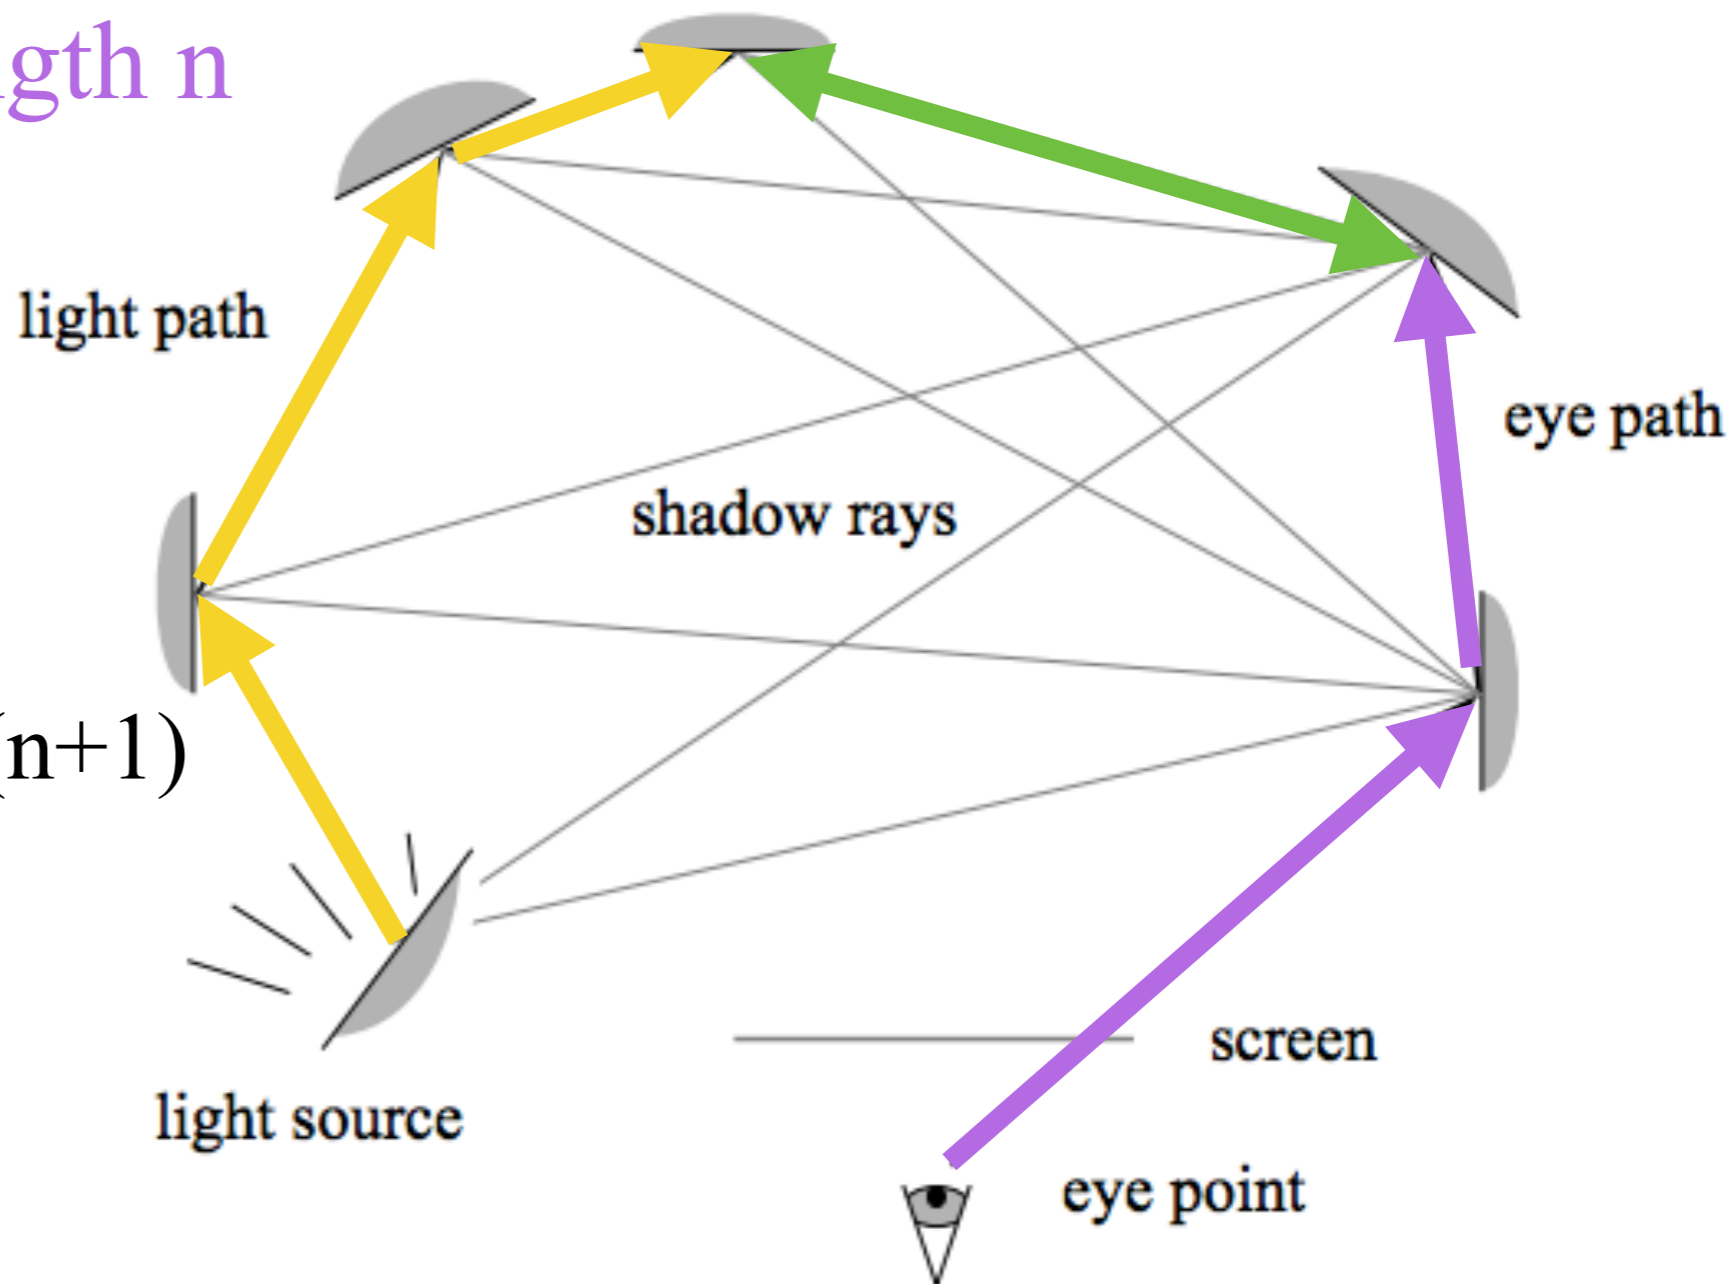 gth n
light path
eye path
shadow rays
(n+1)
screen
light source
eye point